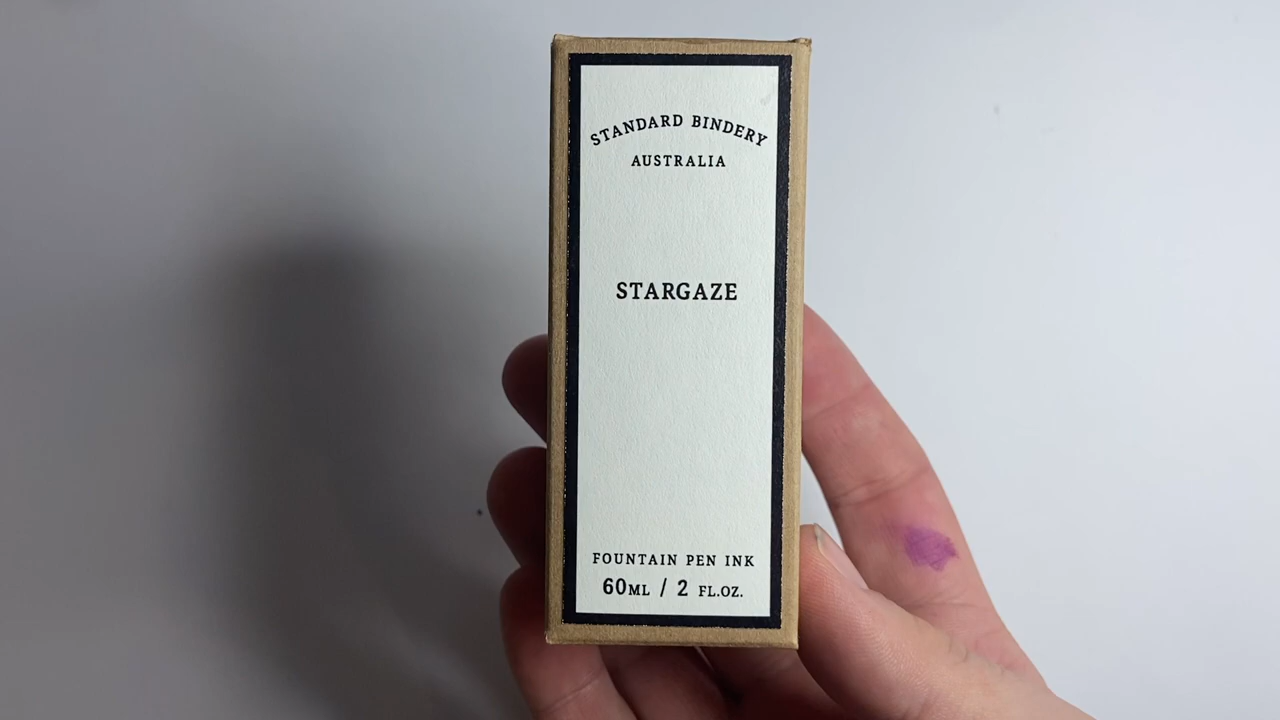 STANDARD BINDERY
AUSTRALIA
STARGAZE
FOUNTAIN PEN INK
60ML / 2 FL.OZ.